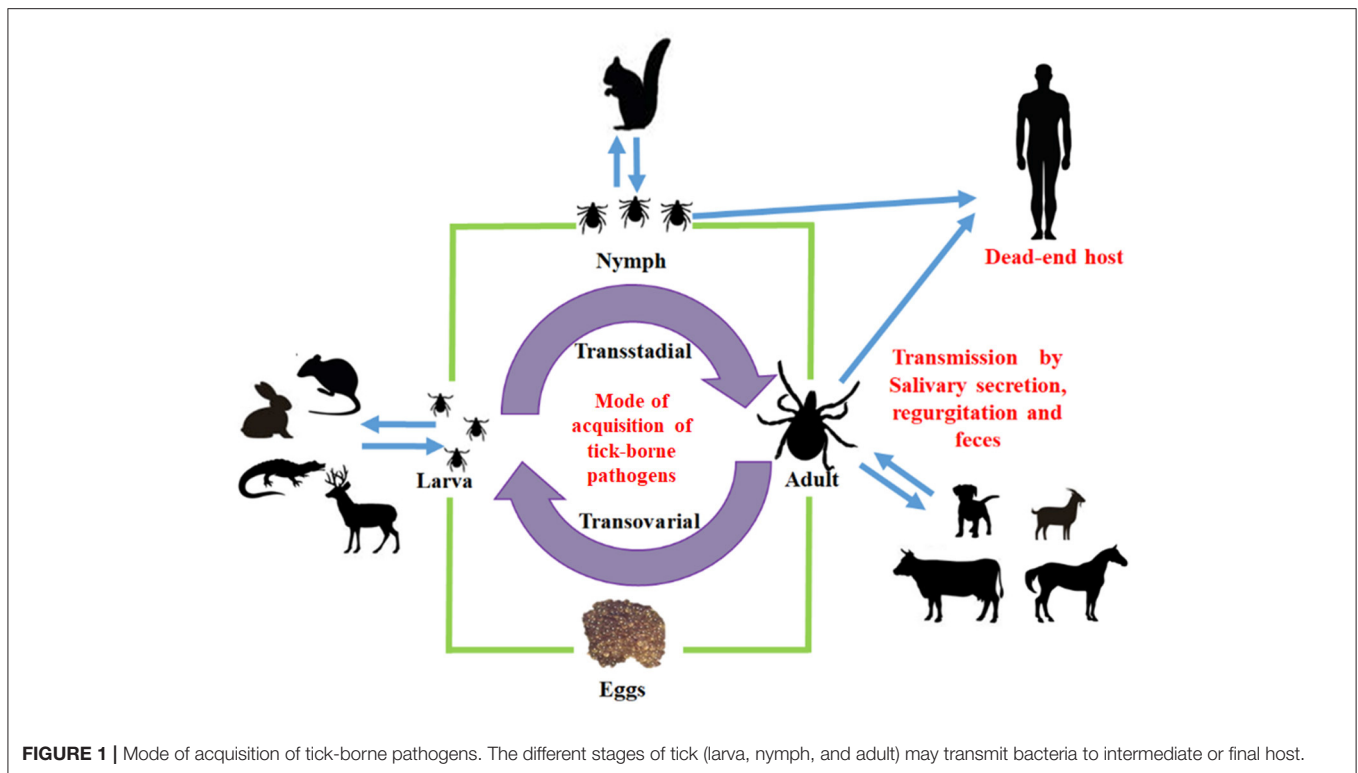 Nymph
Dead-end host
Transstadial
Transmission by
Salivary secretion,
regurgitation and
feces
Mode of
acquisition of
tick-borne
pathogens
Larva
Adult
Transovarial
Eggs
FIGURE 1 | Mode of acquisition of tick-borne pathogens. The different stages of tick (larva, nymph, and adult) may transmit bacteria to intermediate or final host.